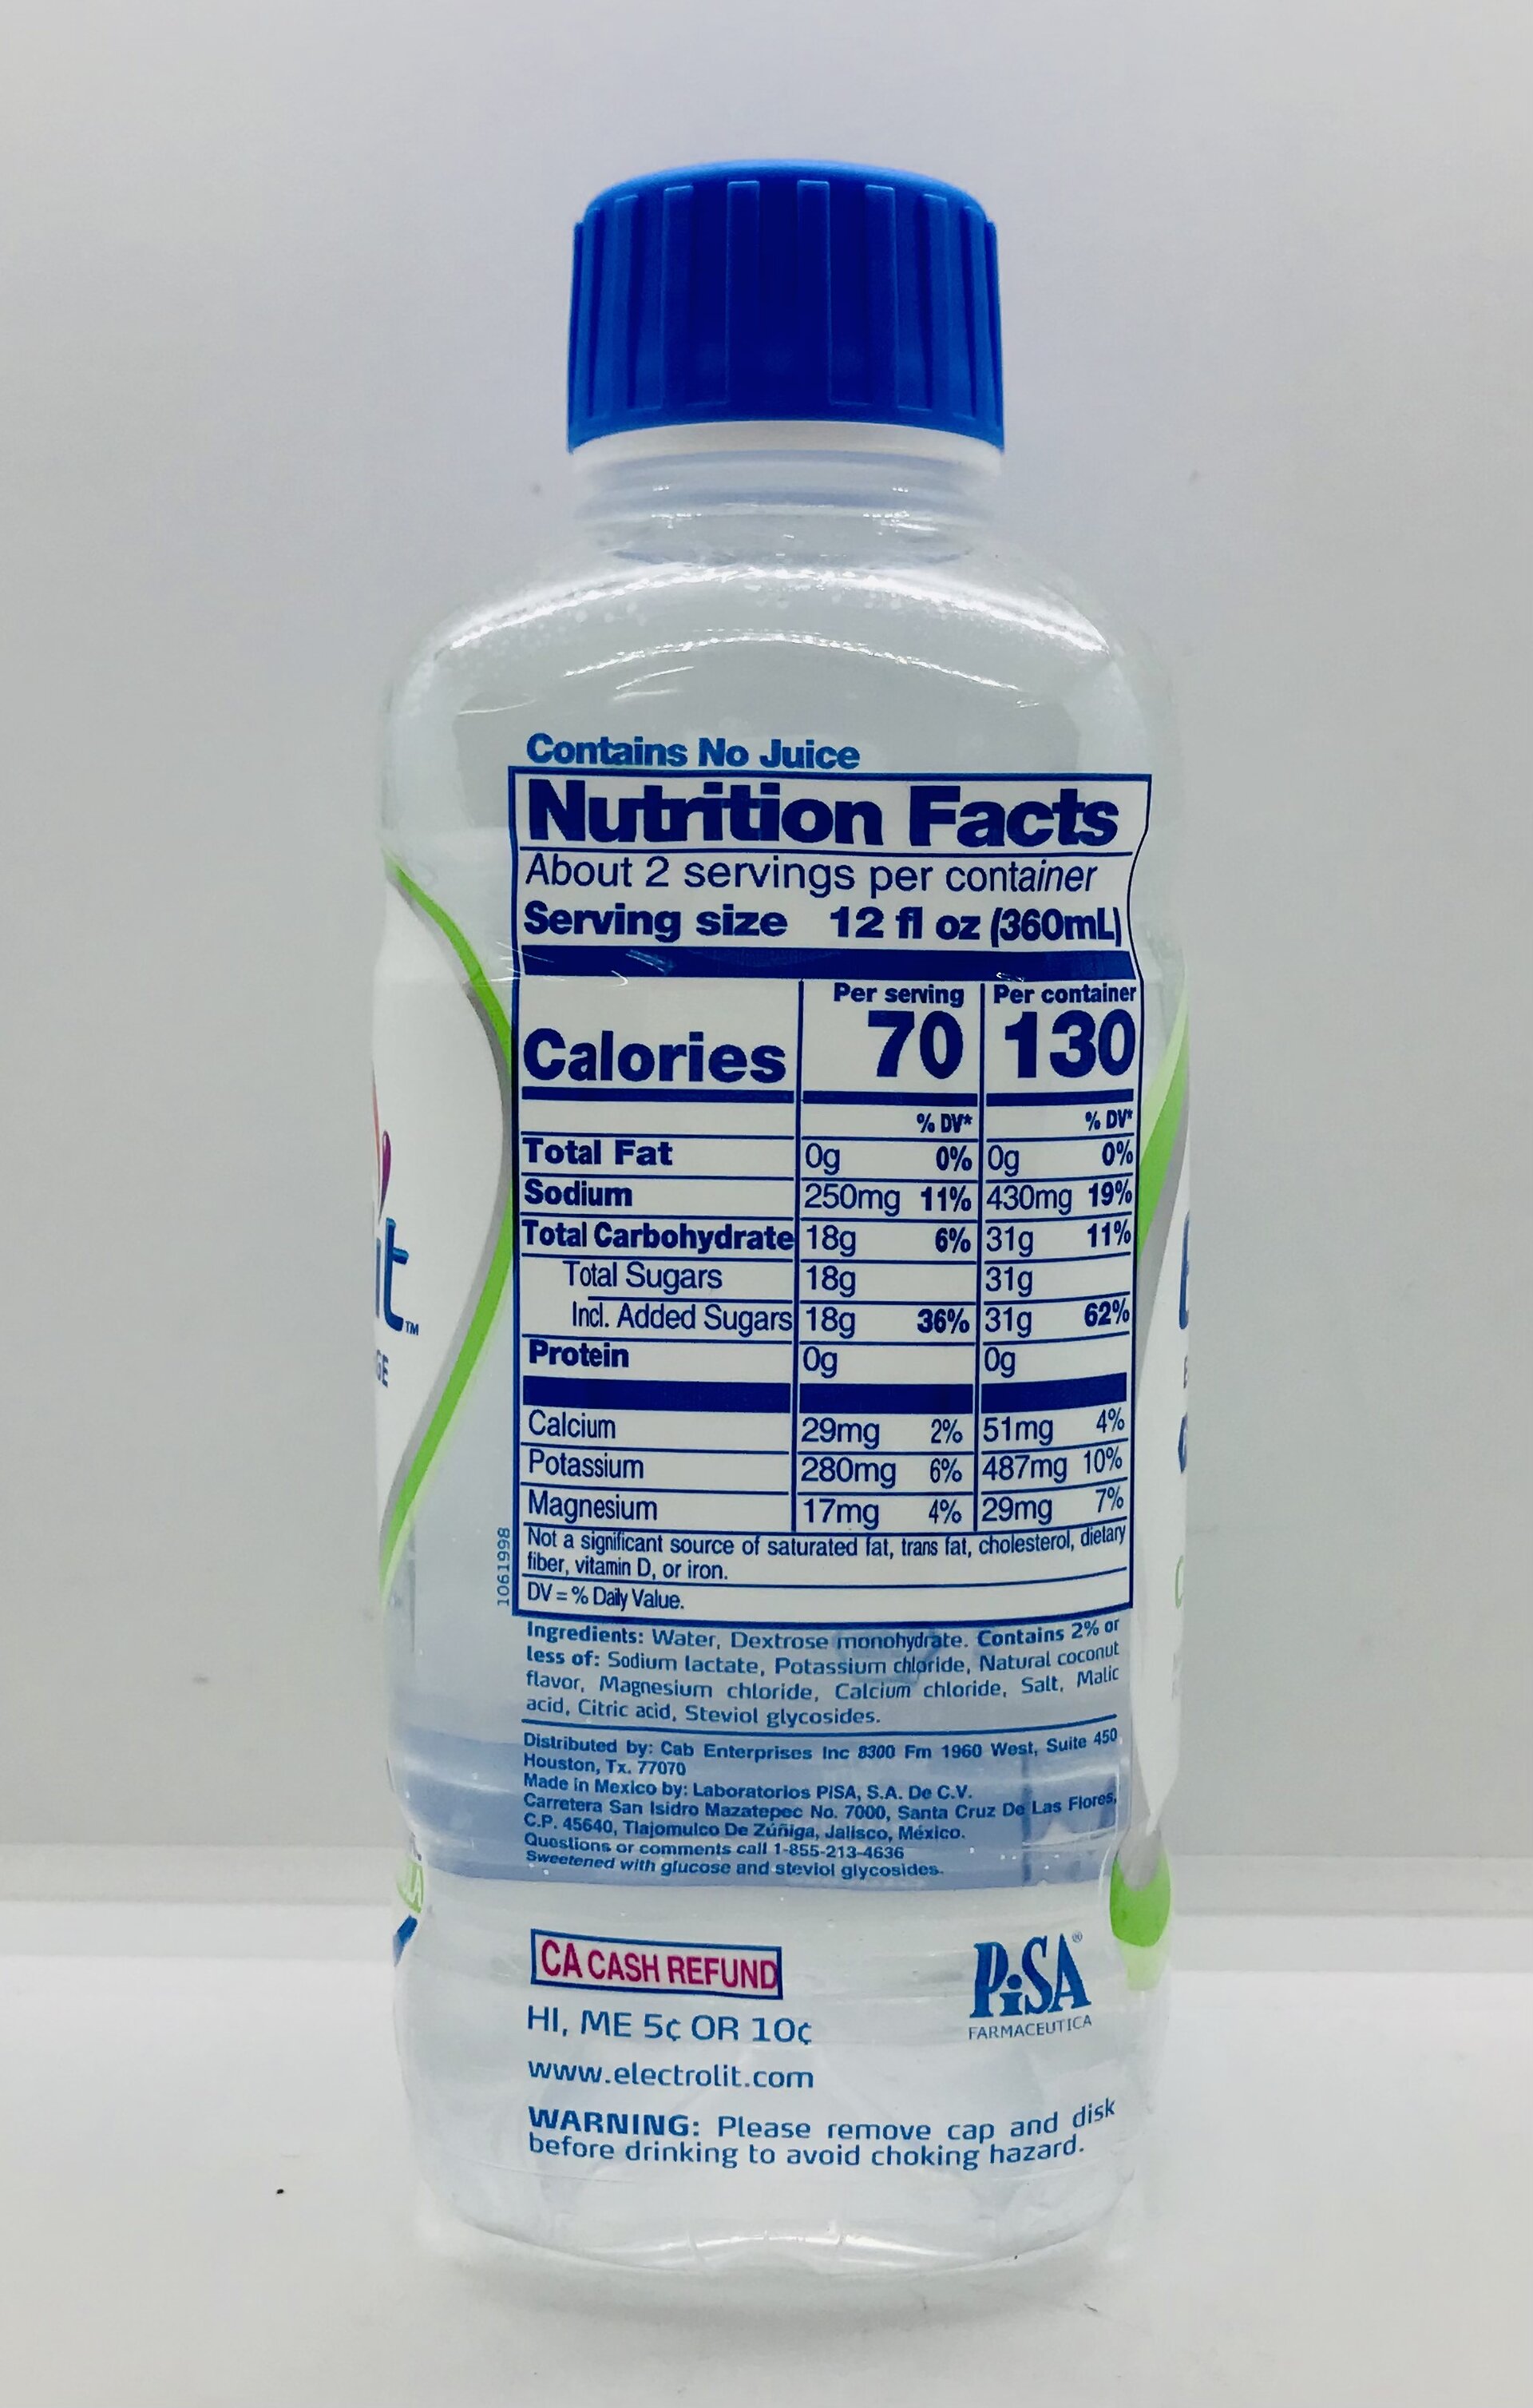 Contains No Juice
Nutrition Facts
About 2 servings per container
Serving size 12 fl oz (360mL)
Per serving Per container
Calories 70 130
% DV* % DV*
Total Fat 0g 0% 0g 0%
Sodium 250mg 11% 430mg 19%
Total Carbohydrate 18g 6% 31g 11%
Total Sugars 18g 31g
Incl. Added Sugars 18g 36% 31g 62%
Protein 0g 0g
Calcium 29mg 2% 51mg 4%
Potassium 280mg 6% 487mg 10%
Magnesium 17mg 4% 29mg 7%
Not a significant source of saturated fat, trans fat, cholesterol, dietary
fiber, vitamin D, or iron.
DV = % Daily Value.
1061998
Ingredients: Water, Dextrose monohydrate. Contains 2% or
less of: Sodium lactate, Potassium chloride, Natural coconut
flavor, Magnesium chloride, Calcium chloride, Salt, Malic
acid, Citric acid, Steviol glycosides.
Distributed by: Cab Enterprises Inc 8300 Fm 1960 West, Suite 450
Houston, Tx. 77070
Made in Mexico by: Laboratorios PISA, S.A. De C.V.
Carretera San Isidro Mazatepec No. 7000, Santa Cruz De Las Flores,
C.P. 45640, Tlajomulco De Zúñiga, Jalisco, México.
Questions or comments call 1-855-213-4636
Sweetened with glucose and steviol glycosides.
CA CASH REFUND
HI, ME 5¢ OR 10¢
www.electrolit.com
PiSA®
FARMACEUTICA
WARNING: Please remove cap and disk
before drinking to avoid choking hazard.
it™
GE